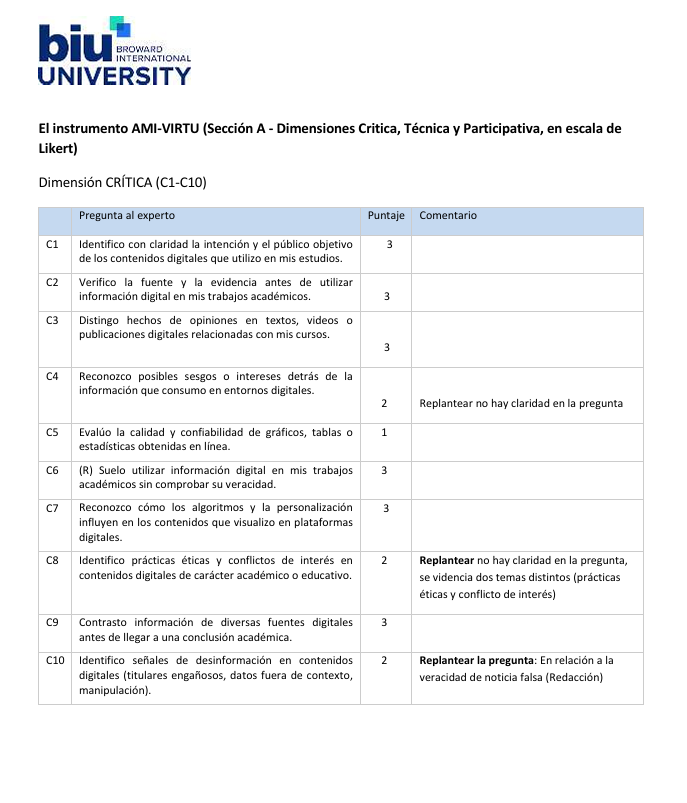 biu BROWARD
INTERNATIONAL
UNIVERSITY
El instrumento AMI-VIRTU (Sección A - Dimensiones Critica, Técnica y Participativa, en escala de
Likert)
Dimensión CRÍTICA (C1-C10)
Pregunta al experto Puntaje Comentario
C1 Identifico con claridad la intención y el público objetivo 3
de los contenidos digitales que utilizo en mis estudios.
C2 Verifico la fuente y la evidencia antes de utilizar
información digital en mis trabajos académicos. 3
C3 Distingo hechos de opiniones en textos, videos o
publicaciones digitales relacionadas con mis cursos.
3
C4 Reconozco posibles sesgos o intereses detrás de la
información que consumo en entornos digitales.
2 Replantear no hay claridad en la pregunta
C5 Evalúo la calidad y confiabilidad de gráficos, tablas o 1
estadísticas obtenidas en línea.
C6 (R) Suelo utilizar información digital en mis trabajos 3
académicos sin comprobar su veracidad.
C7 Reconozco cómo los algoritmos y la personalización 3
influyen en los contenidos que visualizo en plataformas
digitales.
C8 Identifico prácticas éticas y conflictos de interés en 2 Replantear no hay claridad en la pregunta,
contenidos digitales de carácter académico o educativo. se videncia dos temas distintos (prácticas
éticas y conflicto de interés)
C9 Contrasto información de diversas fuentes digitales 3
antes de llegar a una conclusión académica.
C10 Identifico señales de desinformación en contenidos 2 Replantear la pregunta: En relación a la
digitales (titulares engañosos, datos fuera de contexto, veracidad de noticia falsa (Redacción)
manipulación).